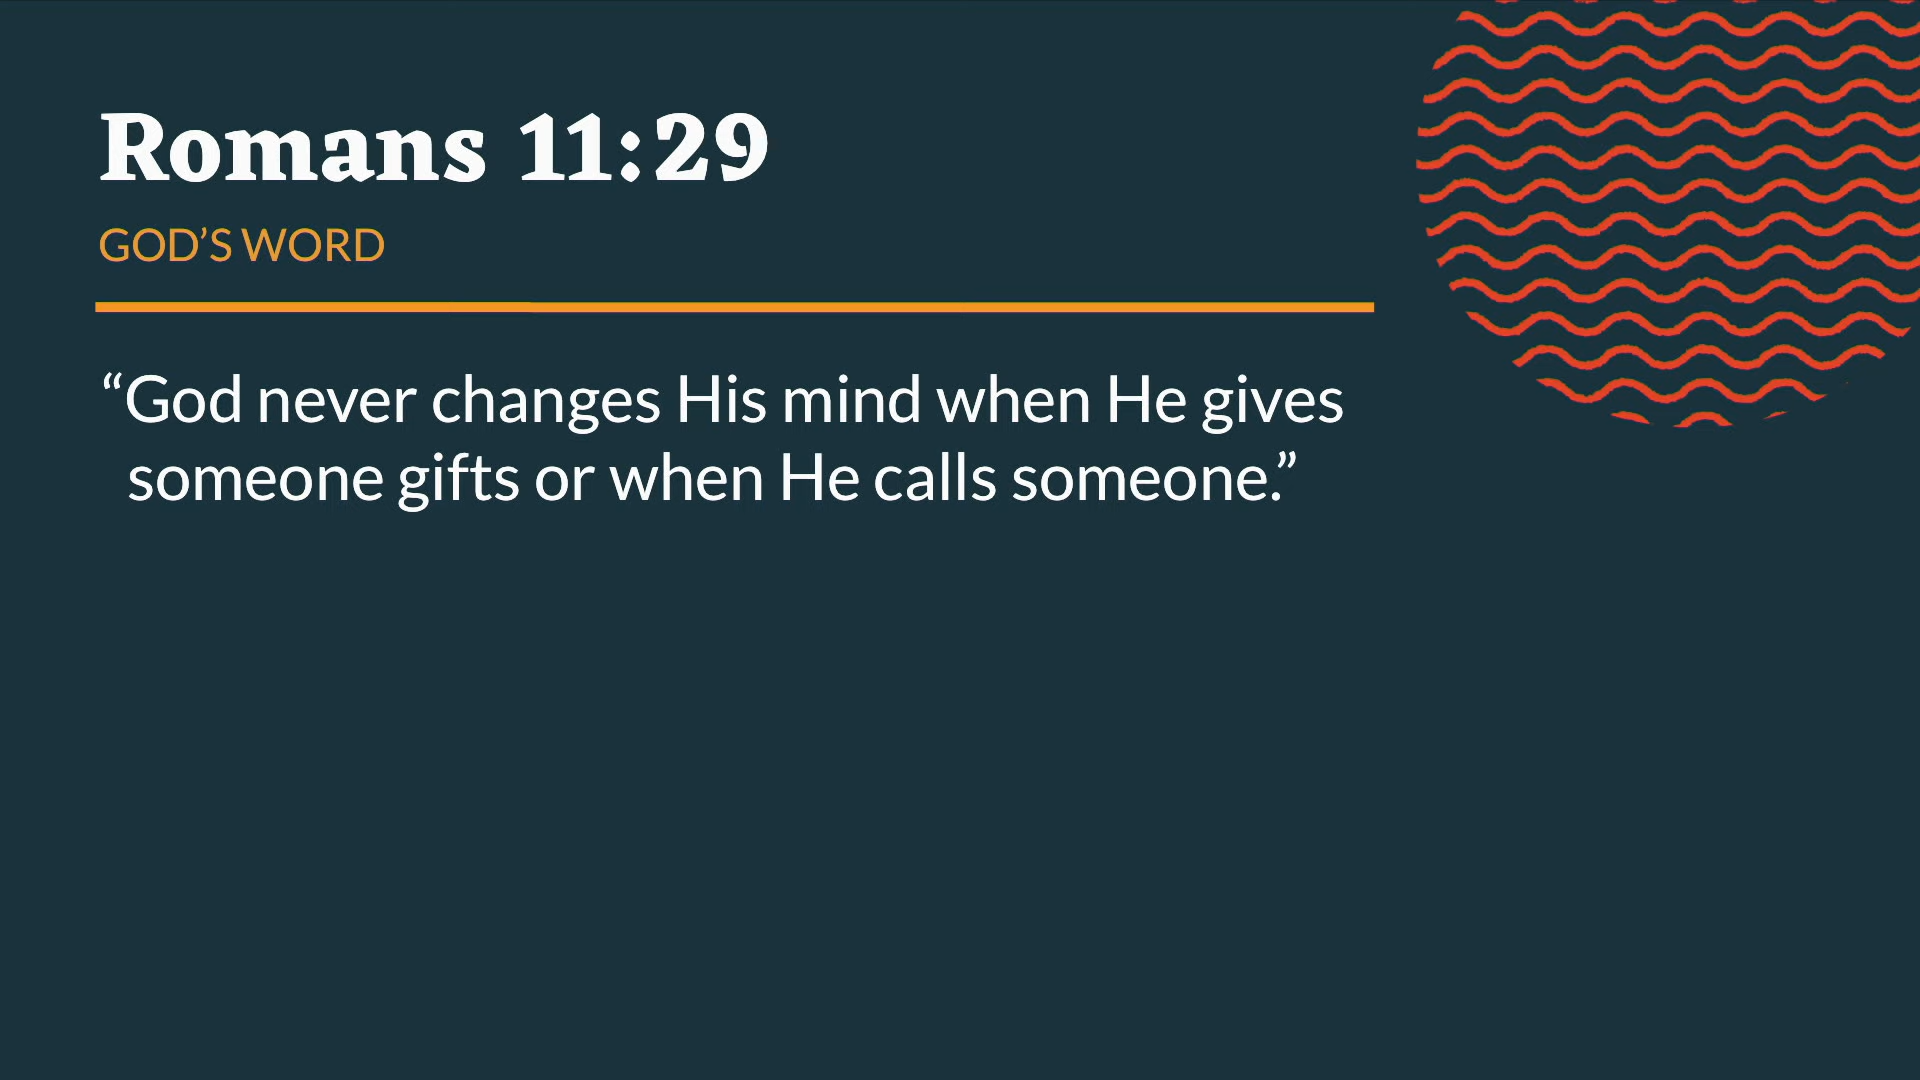 Romans 11:29
GOD’S WORD
“God never changes His mind when He gives
someone gifts or when He calls someone.”